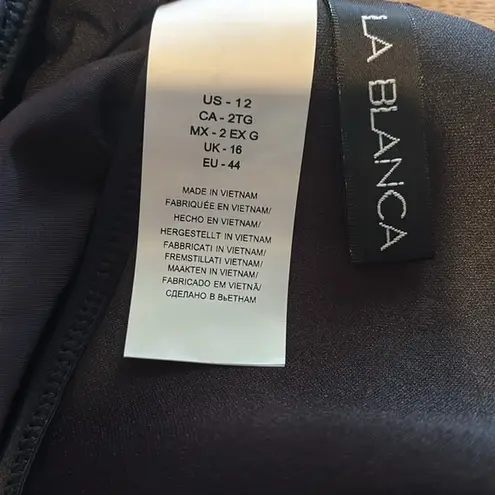 US - 12
CA - 2TG
MX - 2 EX G
UK - 16
EU - 44
MADE IN VIETNAM
FABRIQUÉE EN VIETNAM/
HECHO EN VIETNAM/
HERGESTELLT IN VIETNAM/
FABBRICATI IN VIETNAM/
FREMSTILLATI VIETNAM/
MAAKTEN IN VIETNAM/
FABRICADO EM VIETNÃ/
СДЕЛАНО В ВЬЕТНАМ
LA BLANCA